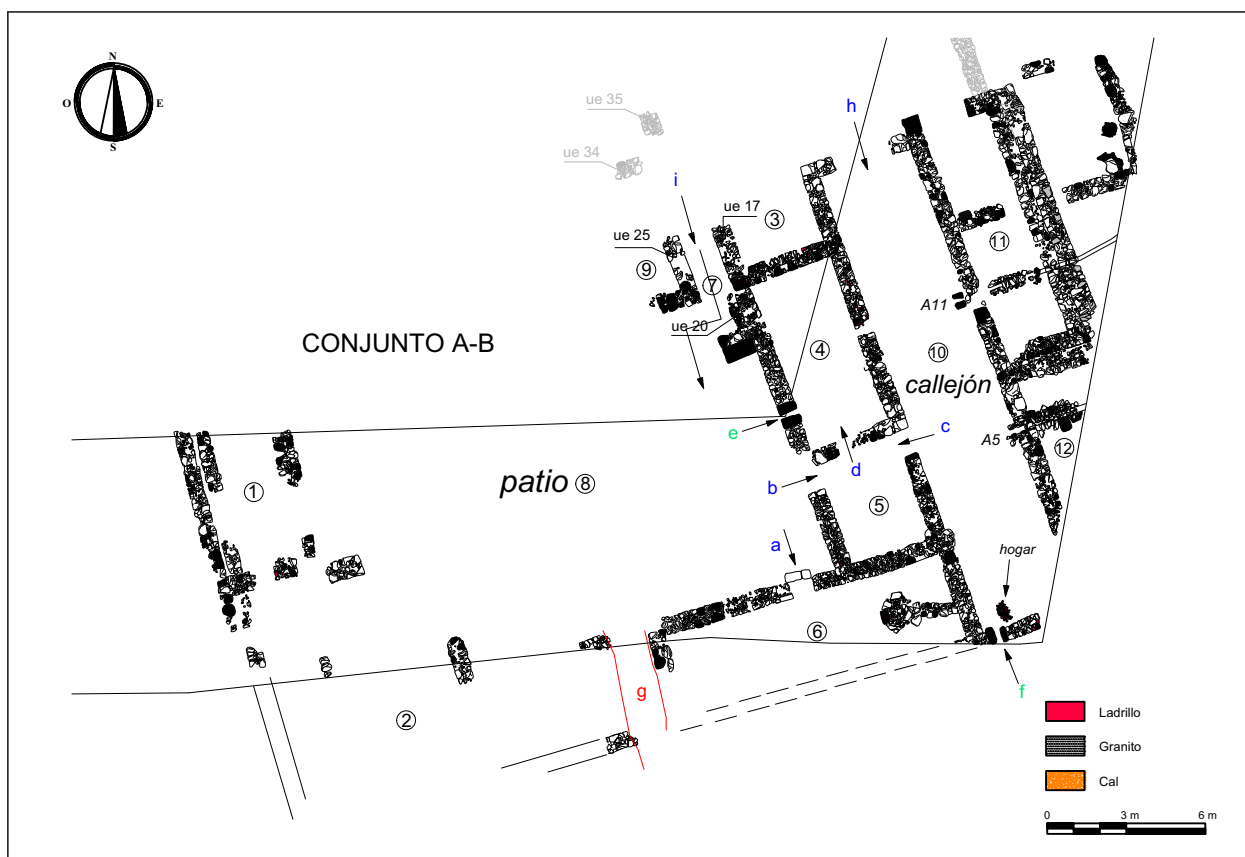 N
O
E
S
ue 35
ue 34
h
i
ue 17
3
11
ue 25
9
7
ue 20
A11
CONJUNTO A-B
4
10
callejón
e
c
A5
12
d
patio 8
b
1
5
a
hogar
6
g
f
2
Ladrillo
Granito
Cal
0 3 m 6 m